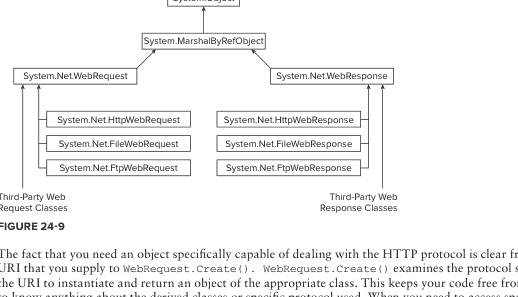 System.MarshalByRefObject
System.Net.WebRequest
System.Net.WebResponse
System.Net.HttpWebRequest
System.Net.HttpWebResponse
System.Net.FileWebRequest
System.Net.FileWebResponse
System.Net.FtpWebRequest
System.Net.FtpWebResponse
Third-Party Web
Request Classes
Third-Party Web
Response Classes
FIGURE 24-9
The fact that you need an object specifically capable of dealing with the HTTP protocol is clear
URI that you supply to WebRequest.Create(). WebRequest.Create() examines the protocol
the URI to instantiate and return an object of the appropriate class. This keeps your code free